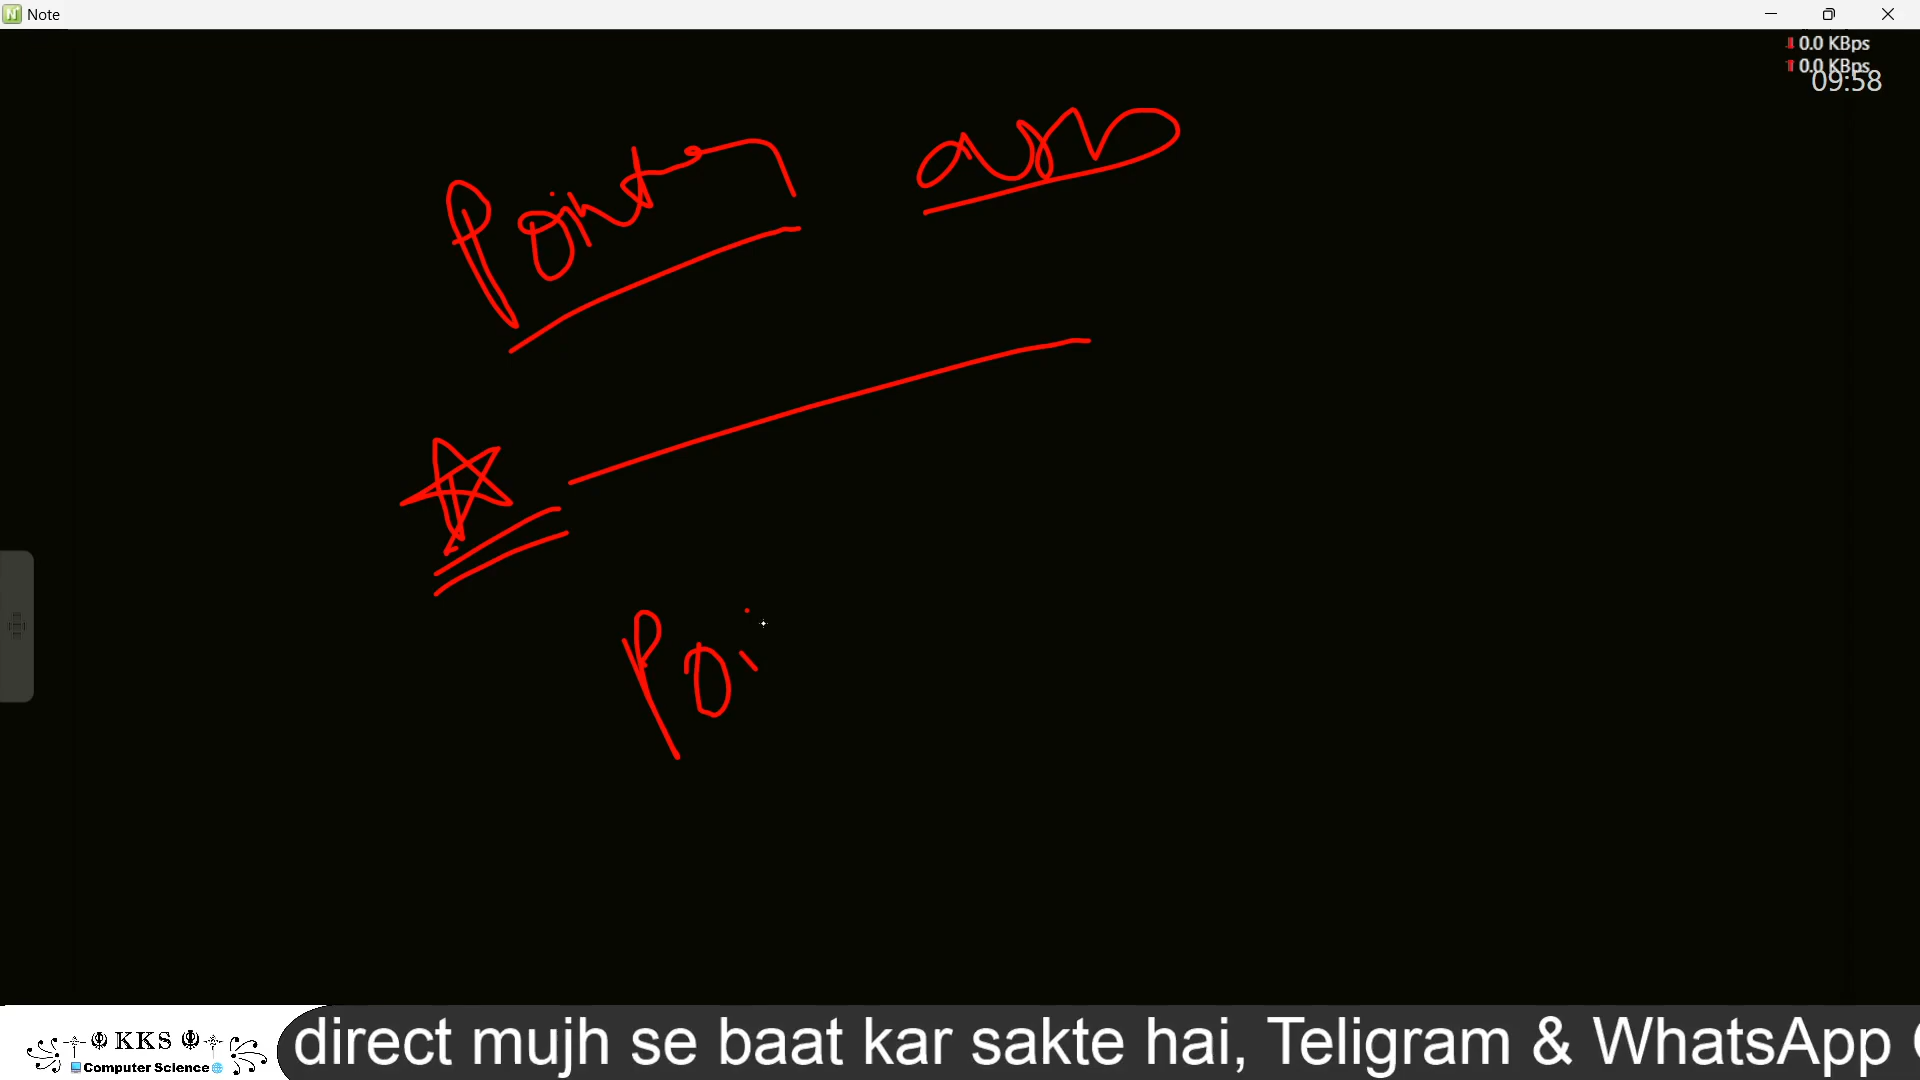 Note
0.0 KBps
0.0 KBps
09:58
Pointer
Poi
KKS
Computer Science
direct mujh se baat kar sakte hai, Teligram & WhatsApp